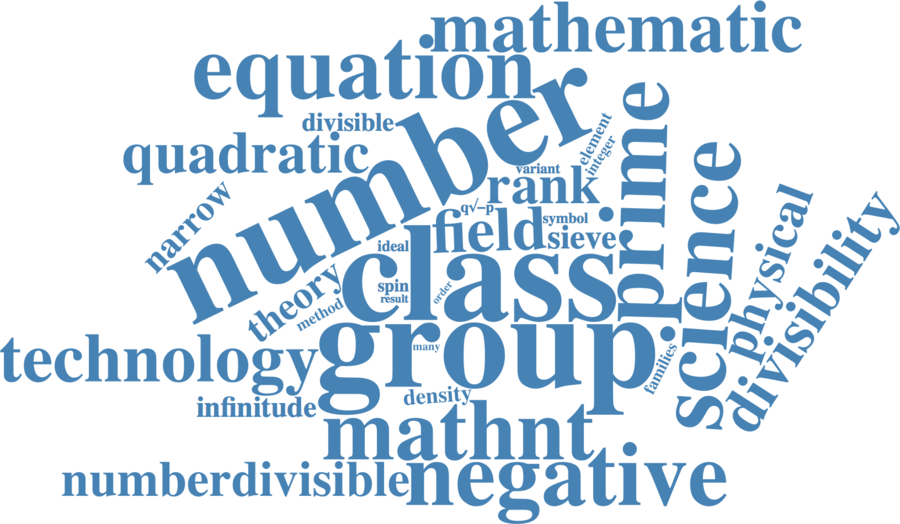 mathematic
equation
number
divisible
quadratic
element
integer
variant
rank
prime
science
narrow
q√−p
symbol
field
sieve
ideal
class
physical
divisibility
theory
spin
result
order
method
group
many
families
technology
density
infinitude
mathnt
numberdivisible
negative